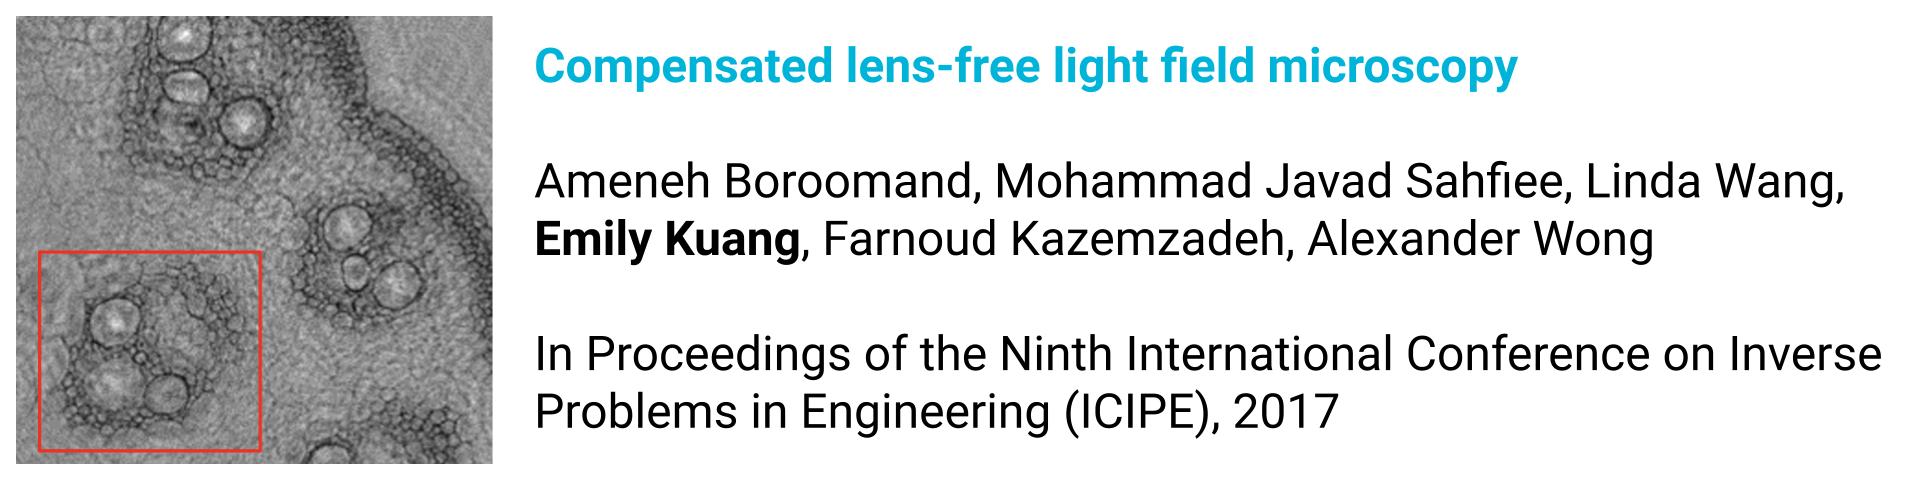 Compensated lens-free light field microscopy
Ameneh Boroomand, Mohammad Javad Sahfiee, Linda Wang,
Emily Kuang, Farnoud Kazemzadeh, Alexander Wong
In Proceedings of the Ninth International Conference on Inverse
Problems in Engineering (ICIPE), 2017